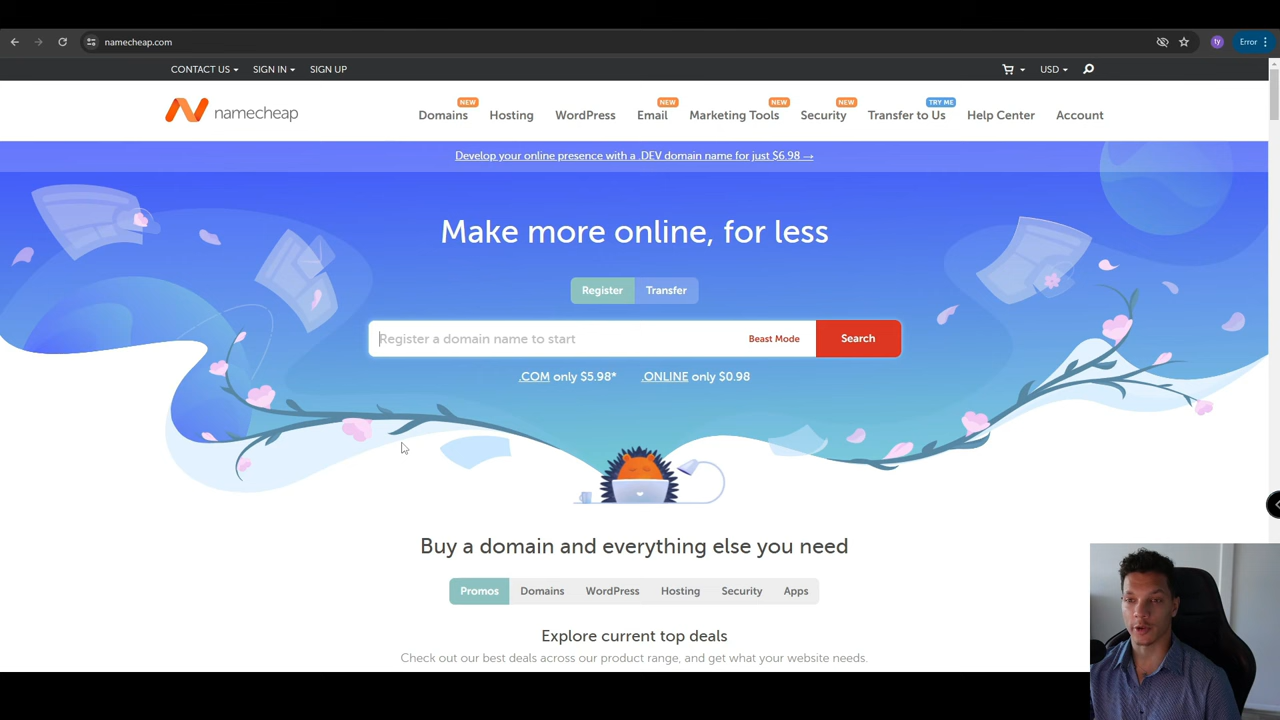 namecheap.com
ty
Error
CONTACT US
SIGN IN
SIGN UP
USD
namecheap
NEW
NEW
NEW
NEW
TRY ME
Domains
Hosting
WordPress
Email
Marketing Tools
Security
Transfer to Us
Help Center
Account
Develop your online presence with a .DEV domain name for just $6.98 →
Make more online, for less
Register
Transfer
Register a domain name to start
Beast Mode
Search
.COM only $5.98*
.ONLINE only $0.98
Buy a domain and everything else you need
Promos
Domains
WordPress
Hosting
Security
Apps
Explore current top deals
Check out our best deals across our product range, and get what your website needs.